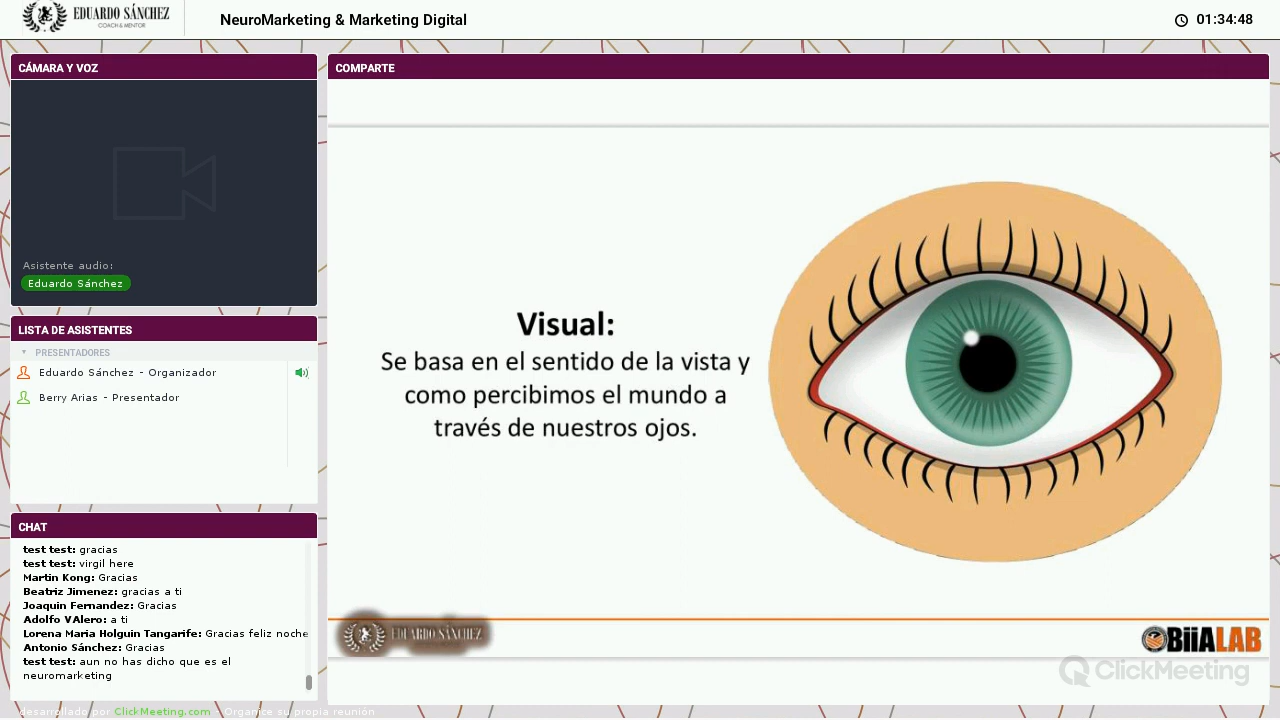 EDUARDO SÁNCHEZ
COACH & MENTOR
NeuroMarketing & Marketing Digital
01:34:48
CÁMARA Y VOZ
Asistente audio:
Eduardo Sánchez
LISTA DE ASISTENTES
PRESENTADORES
Eduardo Sánchez - Organizador
Berry Arias - Presentador
CHAT
test test: gracias
test test: virgil here
Martin Kong: Gracias
Beatriz Jimenez: gracias a ti
Joaquin Fernandez: Gracias
Adolfo VAlero: a ti
Lorena Maria Holguin Tangarife: Gracias feliz noche
Antonio Sánchez: Gracias
test test: aun no has dicho que es el
neuromarketing
COMPARTE
Visual:
Se basa en el sentido de la vista y
como percibimos el mundo a
través de nuestros ojos.
EDUARDO SÁNCHEZ
BiiALAB
ClickMeeting
desarrollado por ClickMeeting.com - Organice su propia reunión